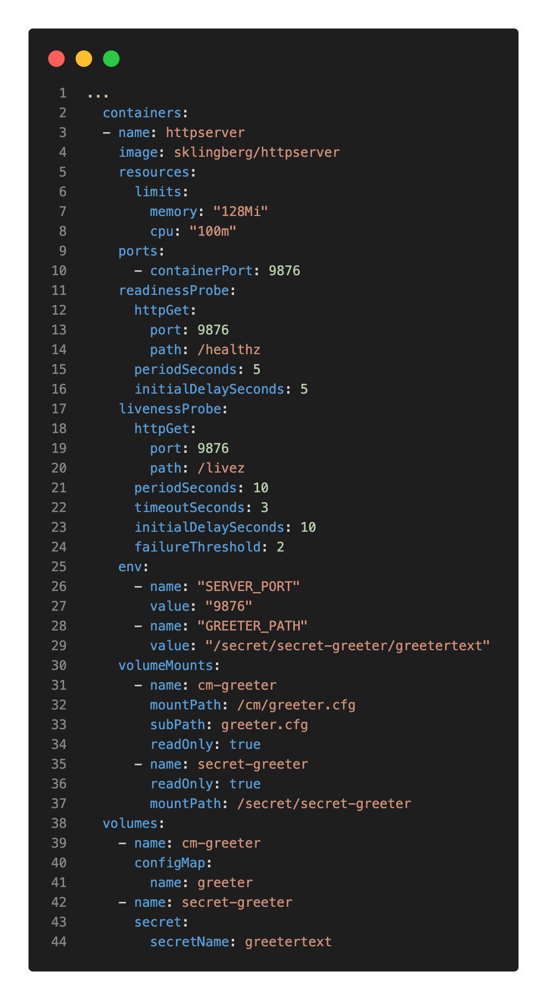 1 ...
2   containers:
3   - name: httpserver
4     image: sklingberg/httpserver
5     resources:
6       limits:
7         memory: "128Mi"
8         cpu: "100m"
9     ports:
10       - containerPort: 9876
11     readinessProbe:
12       httpGet:
13         port: 9876
14         path: /healthz
15       periodSeconds: 5
16       initialDelaySeconds: 5
17     livenessProbe:
18       httpGet:
19         port: 9876
20         path: /livez
21       periodSeconds: 10
22       timeoutSeconds: 3
23       initialDelaySeconds: 10
24       failureThreshold: 2
25     env:
26       - name: "SERVER_PORT"
27         value: "9876"
28       - name: "GREETER_PATH"
29         value: "/secret/secret-greeter/greetertext"
30     volumeMounts:
31       - name: cm-greeter
32         mountPath: /cm/greeter.cfg
33         subPath: greeter.cfg
34         readOnly: true
35       - name: secret-greeter
36         readOnly: true
37         mountPath: /secret/secret-greeter
38   volumes:
39     - name: cm-greeter
40       configMap:
41         name: greeter
42     - name: secret-greeter
43       secret:
44         secretName: greetertext